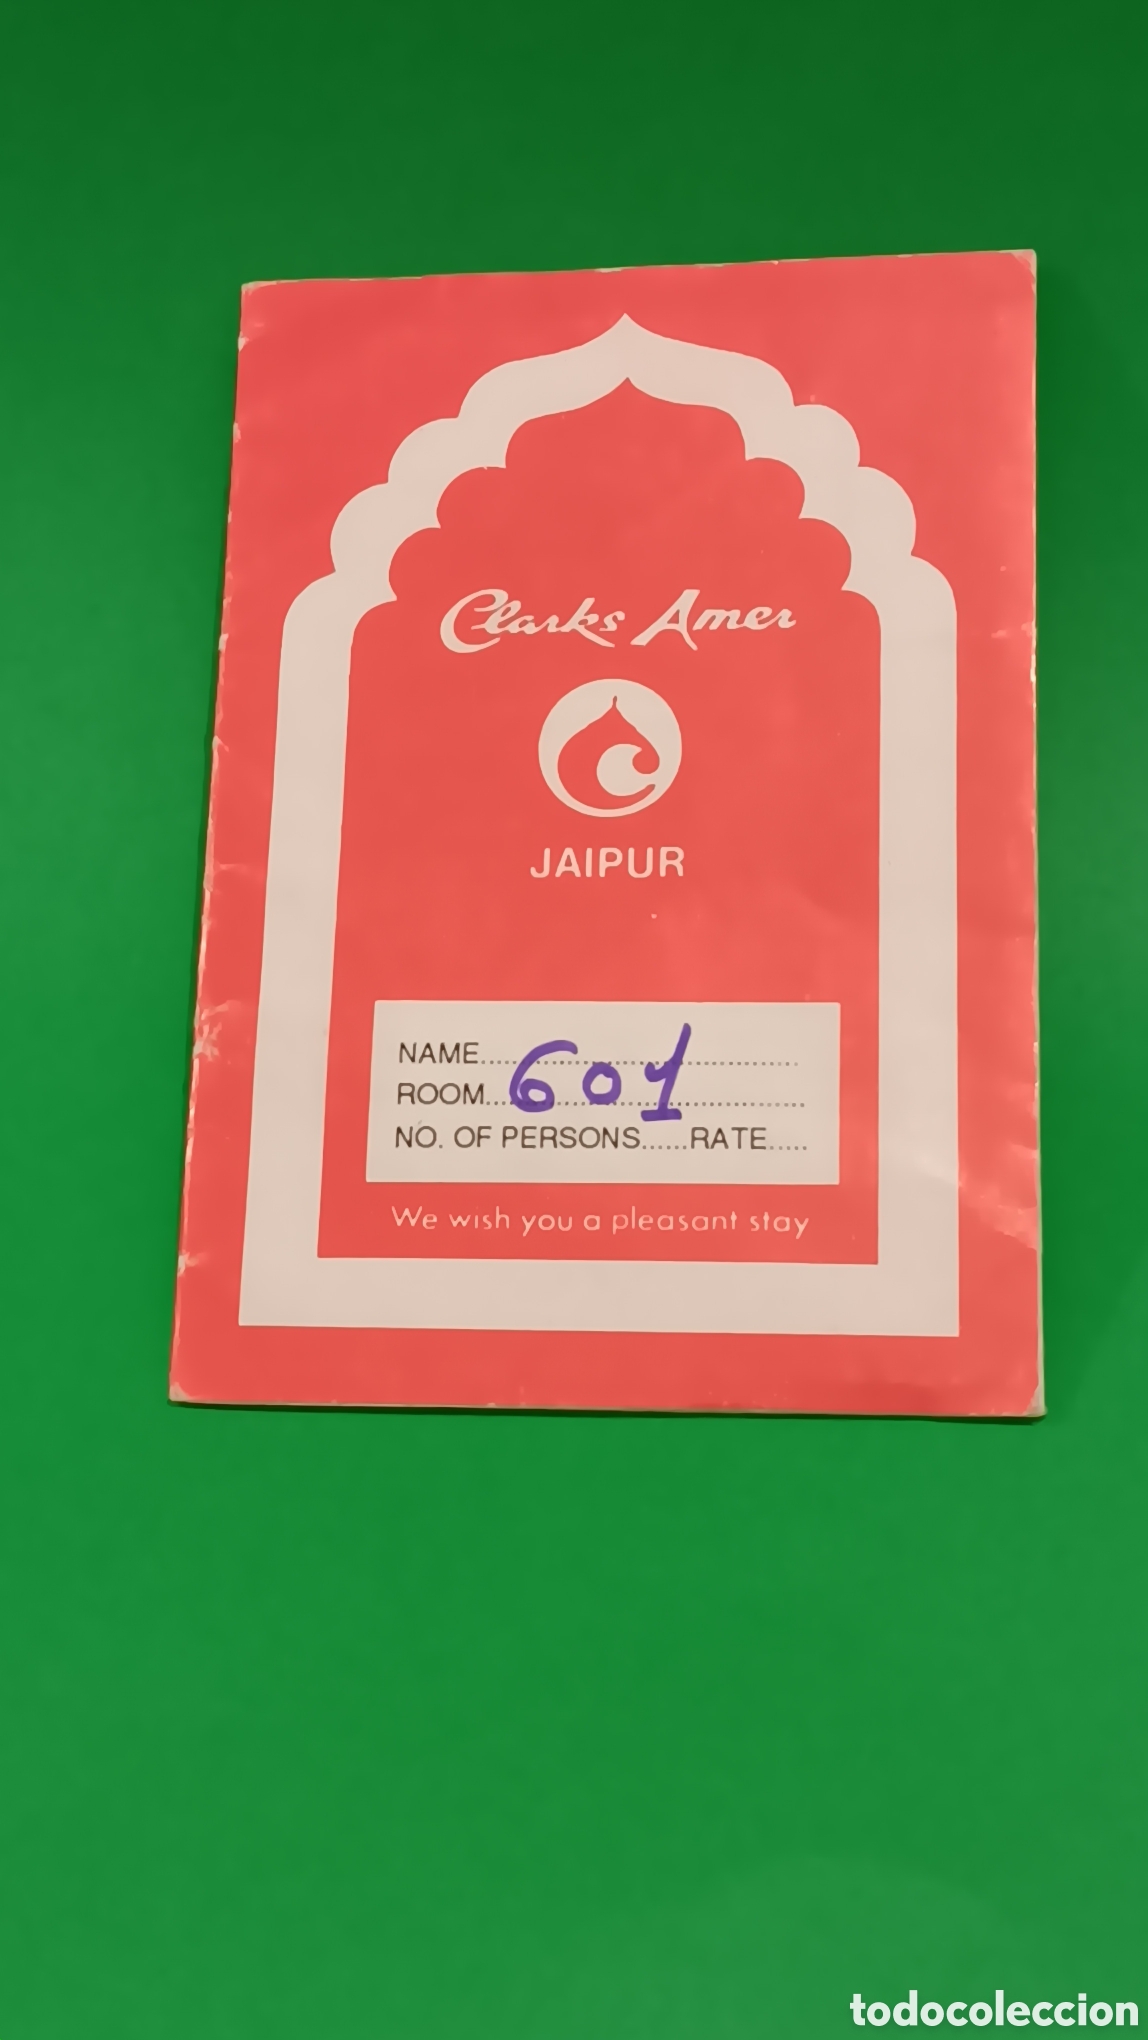 Clarks Amer
JAIPUR
NAME..............................
ROOM..............................
601
NO. OF PERSONS......RATE.....
We wish you a pleasant stay
todocoleccion